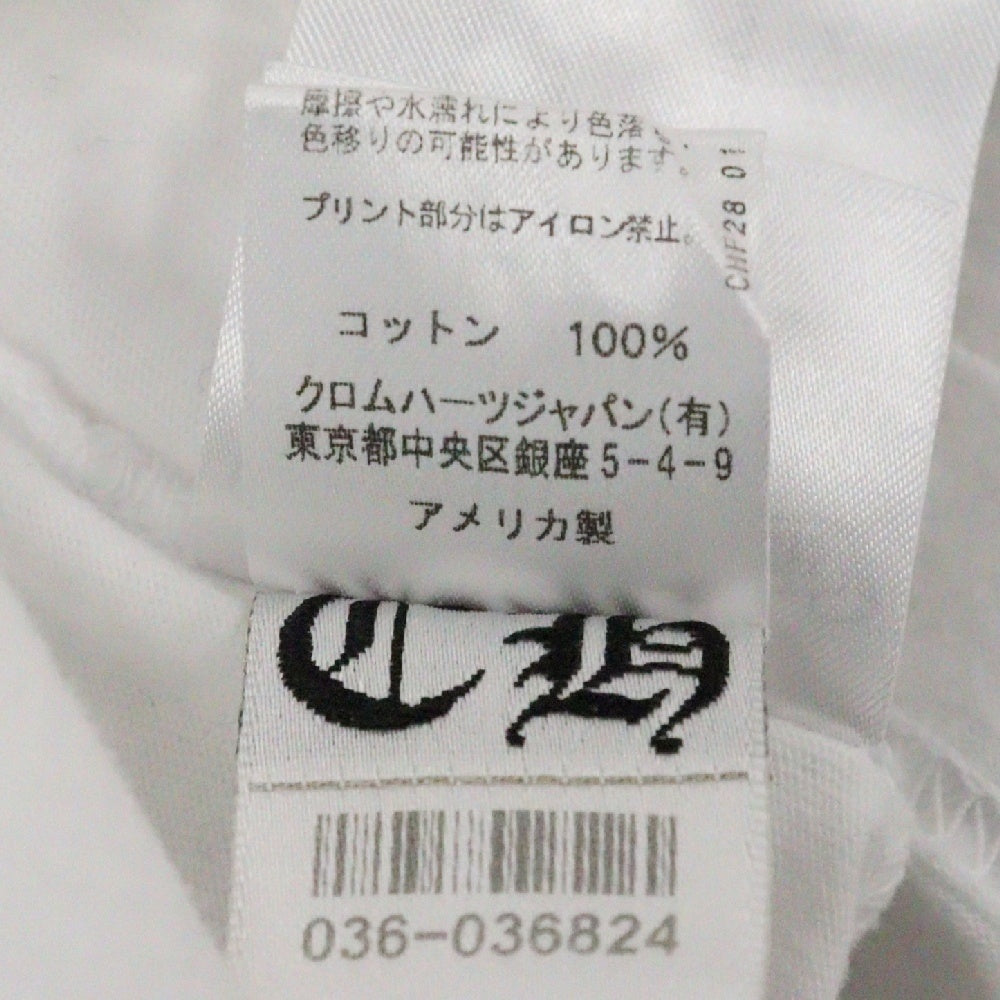 摩擦や水濡れにより色落
色移りの可能性があります。
プリント部分はアイロン禁止。
コットン 100%
クロムハーツジャパン(有)
東京都中央区銀座5-4-9
アメリカ製
CHF28 01
CH
036-036824